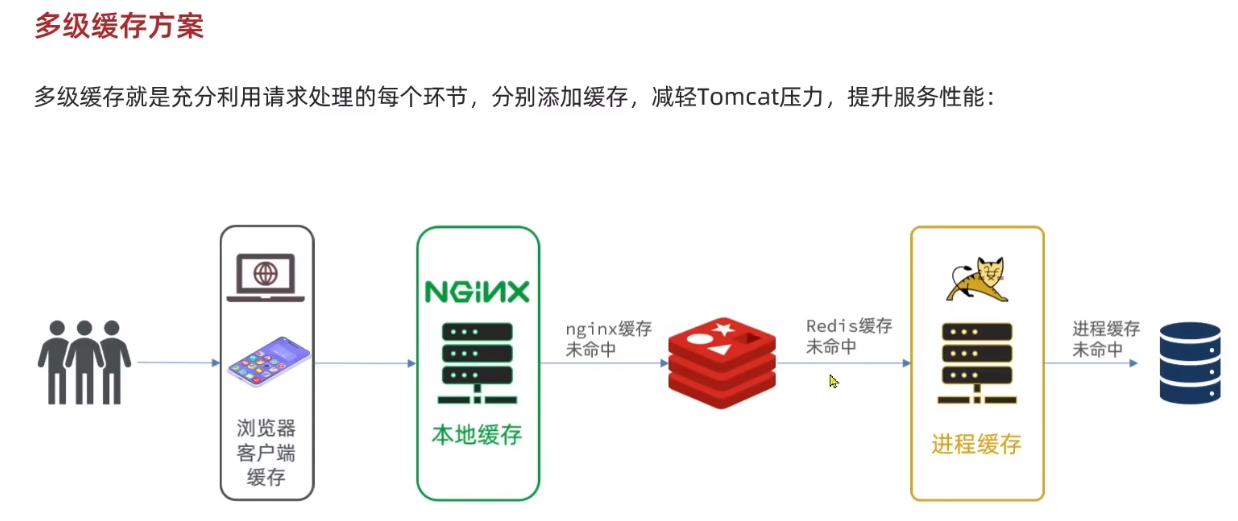 多级缓存方案
多级缓存就是充分利用请求处理的每个环节，分别添加缓存，减轻Tomcat压力，提升服务性能：
NGiNX
nginx缓存
未命中
Redis缓存
未命中
进程缓存
未命中
浏览器
客户端
缓存
本地缓存
进程缓存